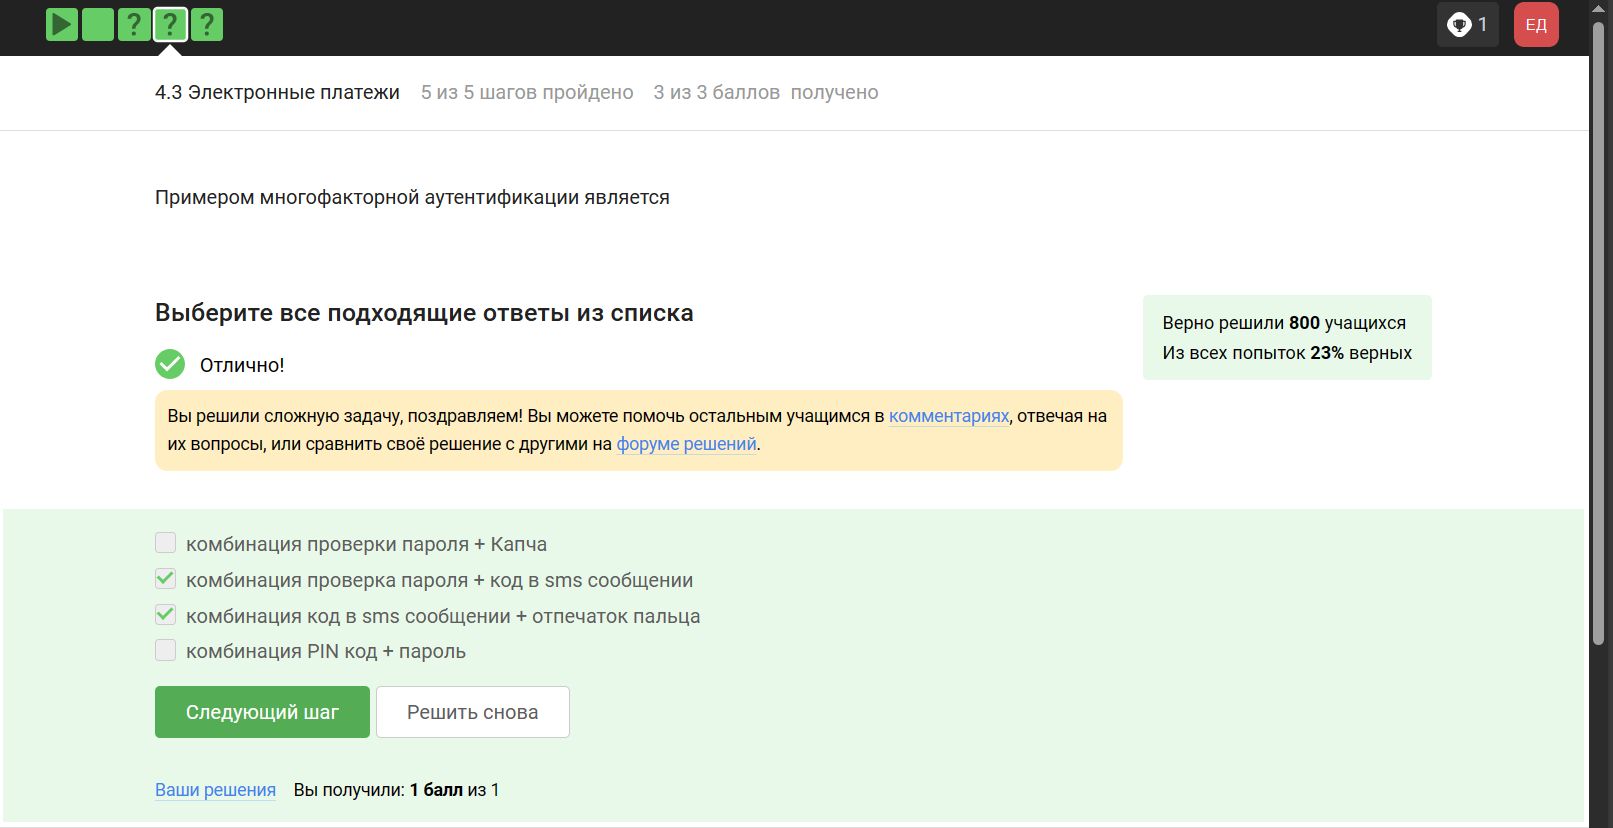 ? ? ?
1
ЕД
4.3 Электронные платежи 5 из 5 шагов пройдено 3 из 3 баллов получено
Примером многофакторной аутентификации является
Выберите все подходящие ответы из списка
Верно решили 800 учащихся
Из всех попыток 23% верных
Отлично!
Вы решили сложную задачу, поздравляем! Вы можете помочь остальным учащимся в комментариях, отвечая на
их вопросы, или сравнить своё решение с другими на форуме решений.
комбинация проверки пароля + Капча
комбинация проверка пароля + код в sms сообщении
комбинация код в sms сообщении + отпечаток пальца
комбинация PIN код + пароль
Следующий шаг
Решить снова
Ваши решения Вы получили: 1 балл из 1